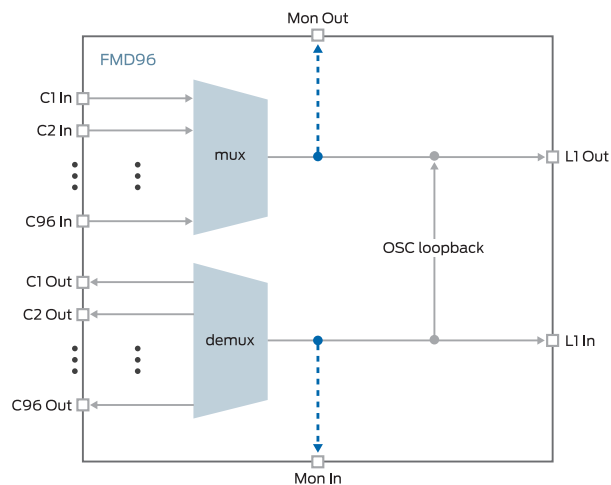 Mon Out
FMD96
C1 In
C2 In
C96 In
mux
L1 Out
OSC loopback
C1 Out
C2 Out
C96 Out
demux
L1 In
Mon In